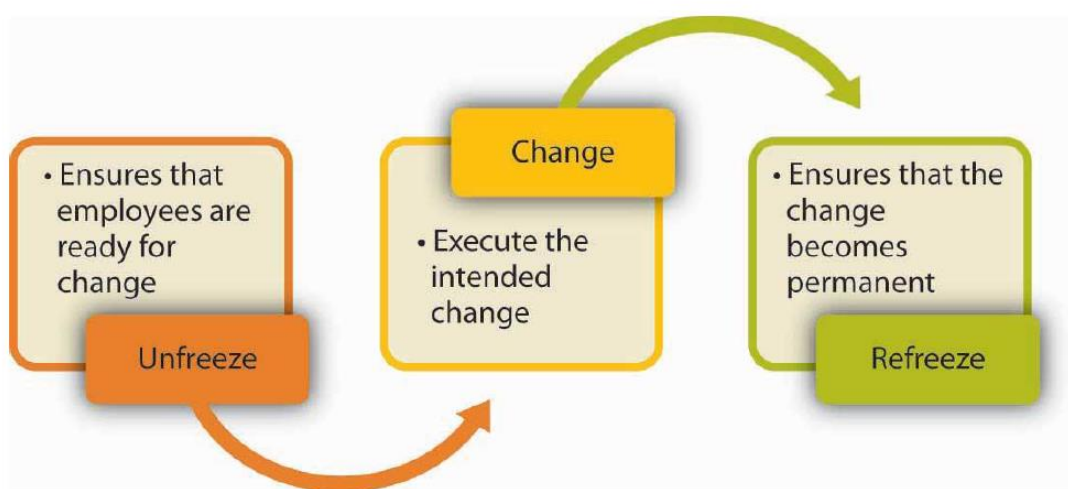 • Ensures that
employees are
ready for
change
Unfreeze
Change
• Execute the
intended
change
• Ensures that the
change
becomes
permanent
Refreeze